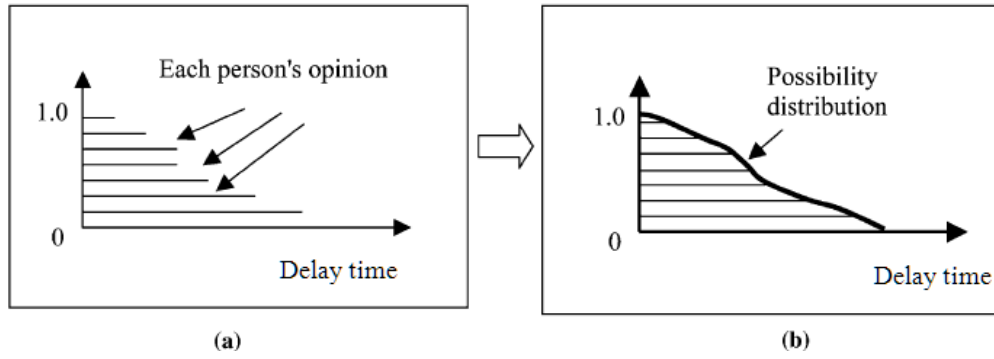 Each person's opinion
1.0
0
Delay time
(a)
Possibility
distribution
1.0
0
Delay time
(b)